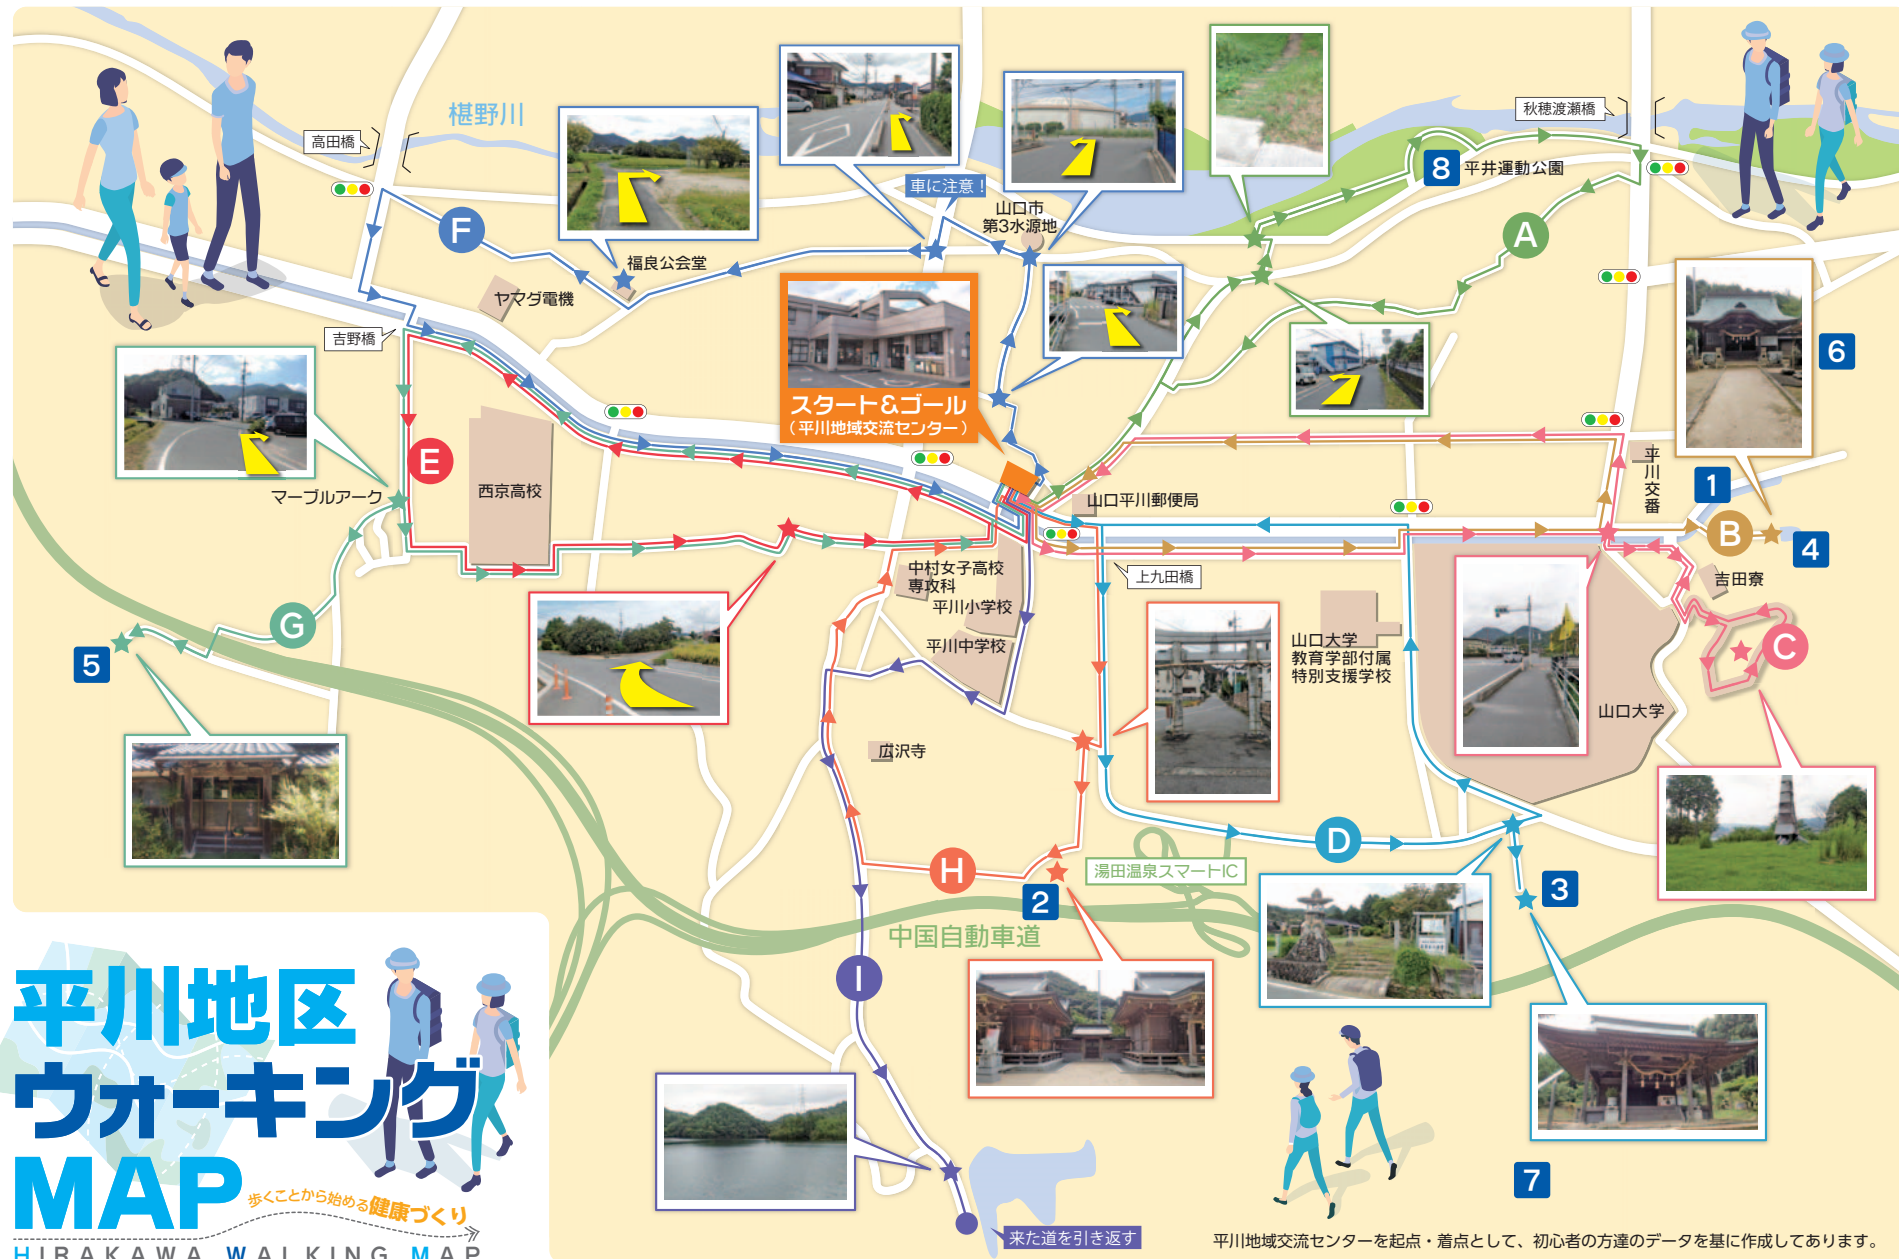 高田橋
椹野川
秋穂渡瀬橋
8
平井運動公園
車に注意！
山口市
第3水源地
A
F
福良公会堂
ヤマダ電機
吉野橋
スタート&ゴール
（平川地域交流センター）
6
E
西京高校
マーブルアーク
山口平川郵便局
平川交番
1
B
4
上九田橋
吉田寮
中村女子高校
専攻科
平川小学校
平川中学校
山口大学
教育学部付属
特別支援学校
C
山口大学
G
5
広沢寺
D
H
湯田温泉スマートIC
2
3
中国自動車道
I
7
来た道を引き返す
平川地区
ウォーキング
MAP
歩くことから始める健康づくり
HIRAKAWA WALKING MAP
平川地域交流センターを起点・着点として、初心者の方達のデータを基に作成してあります。